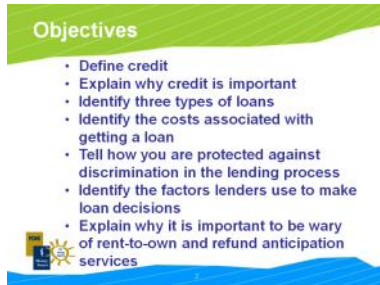 Objectives
• Define credit
• Explain why credit is important
• Identify three types of loans
• Identify the costs associated with
getting a loan
• Tell how you are protected against
discrimination in the lending process
• Identify the factors lenders use to make
loan decisions
• Explain why it is important to be wary
of rent-to-own and refund anticipation
services
2